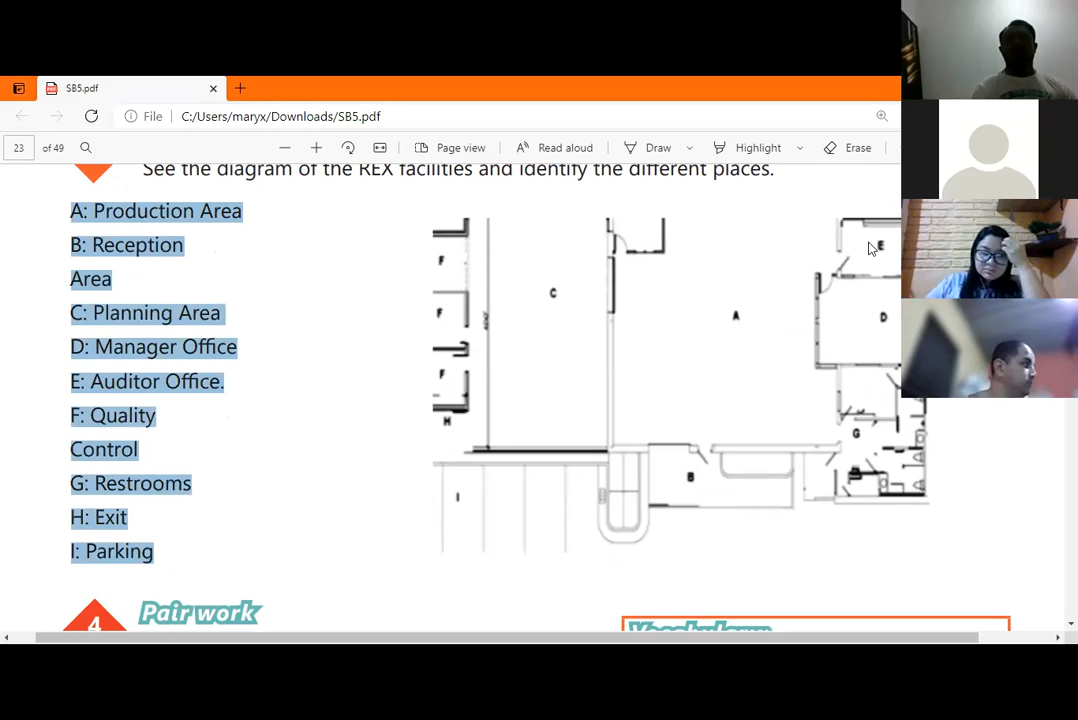 SB5.pdf
File C:/Users/maryx/Downloads/SB5.pdf
23 of 49 Page view Read aloud Draw Highlight Erase
See the diagram of the REX facilities and identify the different places.
A: Production Area
B: Reception
Area
C: Planning Area
D: Manager Office
E: Auditor Office.
F: Quality
Control
G: Restrooms
H: Exit
I: Parking
F
F
F
H
I
C
A
B
E
D
G
4 Pair work
Vocabulary